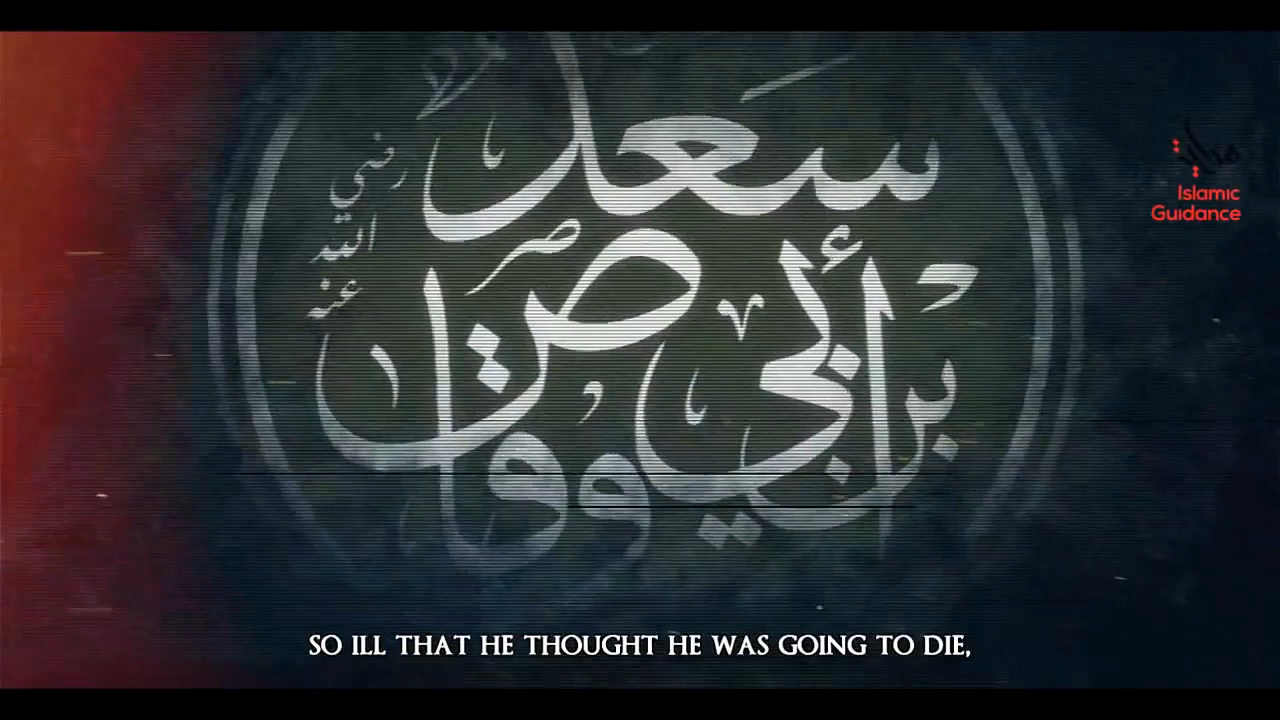 سعد
بن أبي وقاص
رضي
الله
عنه
Islamic
Guidance
SO ILL THAT HE THOUGHT HE WAS GOING TO DIE,